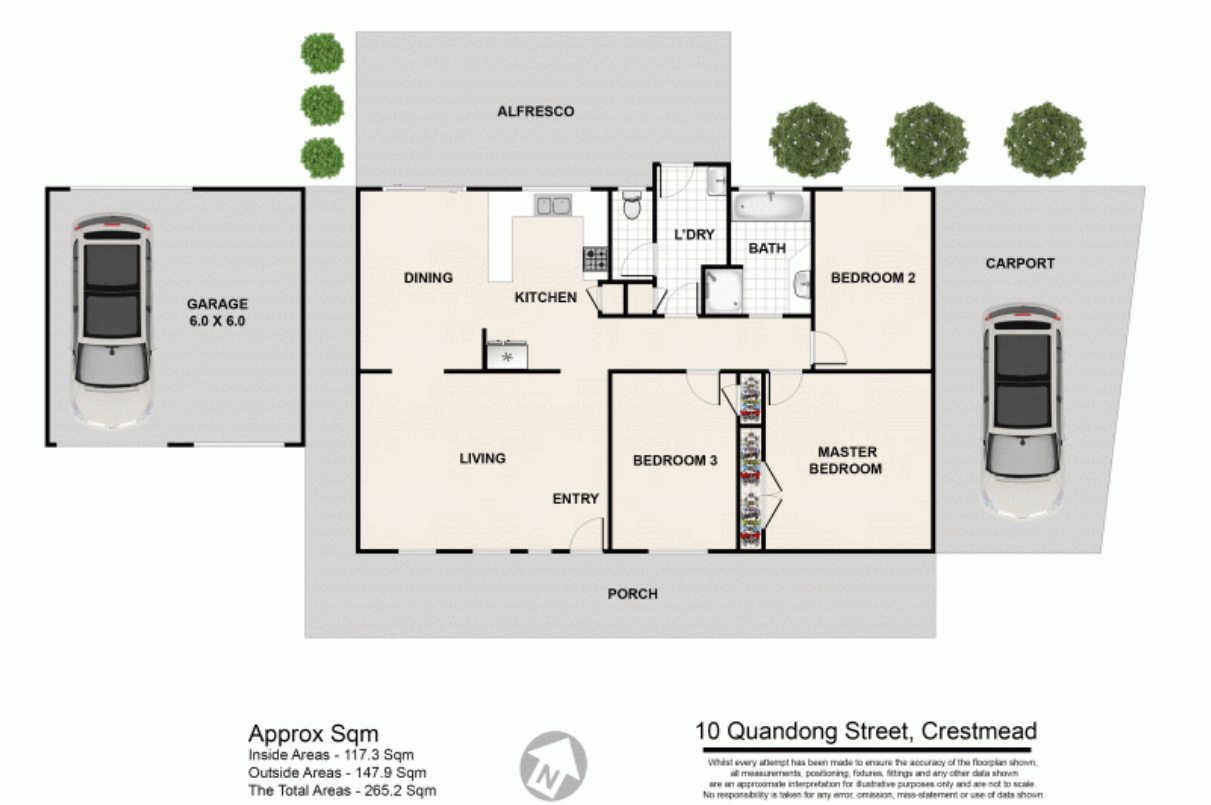 ALFRESCO
GARAGE
6.0 X 6.0
DINING
KITCHEN
L'DRY
BATH
BEDROOM 2
CARPORT
LIVING
ENTRY
BEDROOM 3
MASTER
BEDROOM
PORCH
Approx Sqm
Inside Areas - 117.3 Sqm
Outside Areas - 147.9 Sqm
The Total Areas - 265.2 Sqm
N
10 Quandong Street, Crestmead
Whilst every attempt has been made to ensure the accuracy of the floorplan shown,
all measurements, positioning, fixtures, fittings and any other data shown
are an approximate interpretation for illustrative purposes only and are not to scale.
No responsibility is taken for any error, omission, miss-statement or use of data shown.